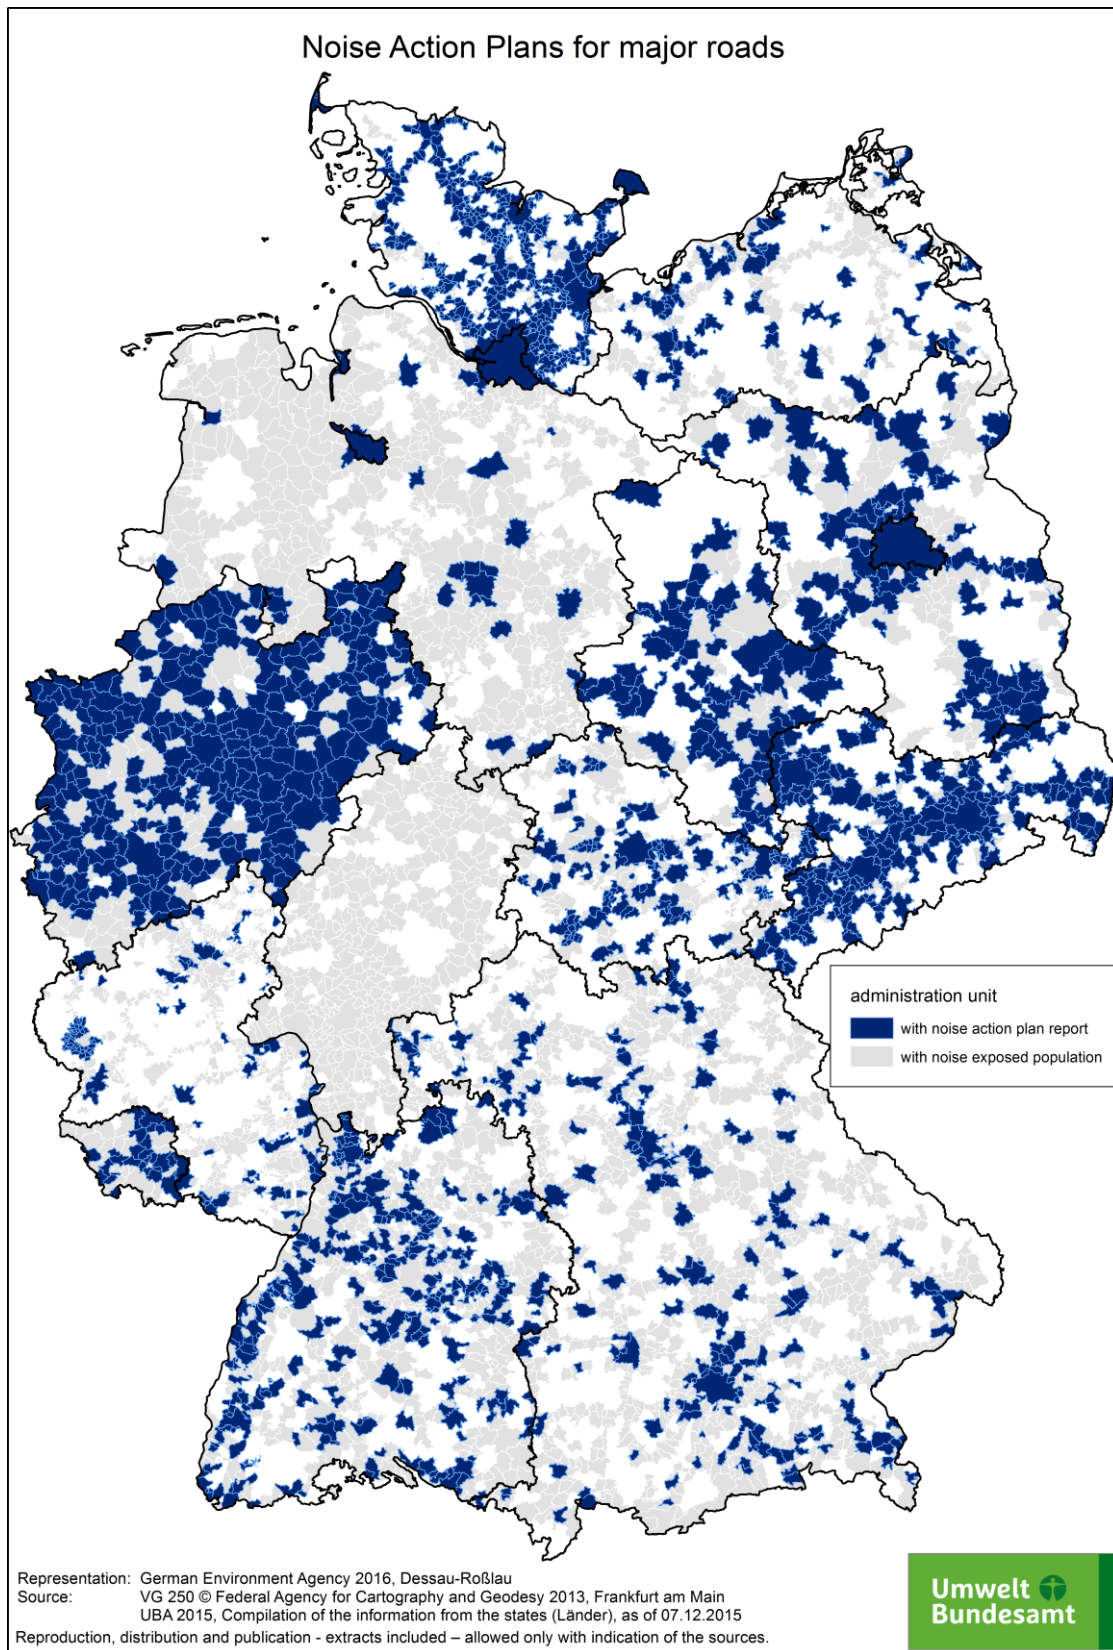 Noise Action Plans for major roads
administration unit
with noise action plan report
with noise exposed population
Representation: German Environment Agency 2016, Dessau-Roßlau
Source: VG 250 © Federal Agency for Cartography and Geodesy 2013, Frankfurt am Main
UBA 2015, Compilation of the information from the states (Länder), as of 07.12.2015
Reproduction, distribution and publication - extracts included – allowed only with indication of the sources.
Umwelt
Bundesamt